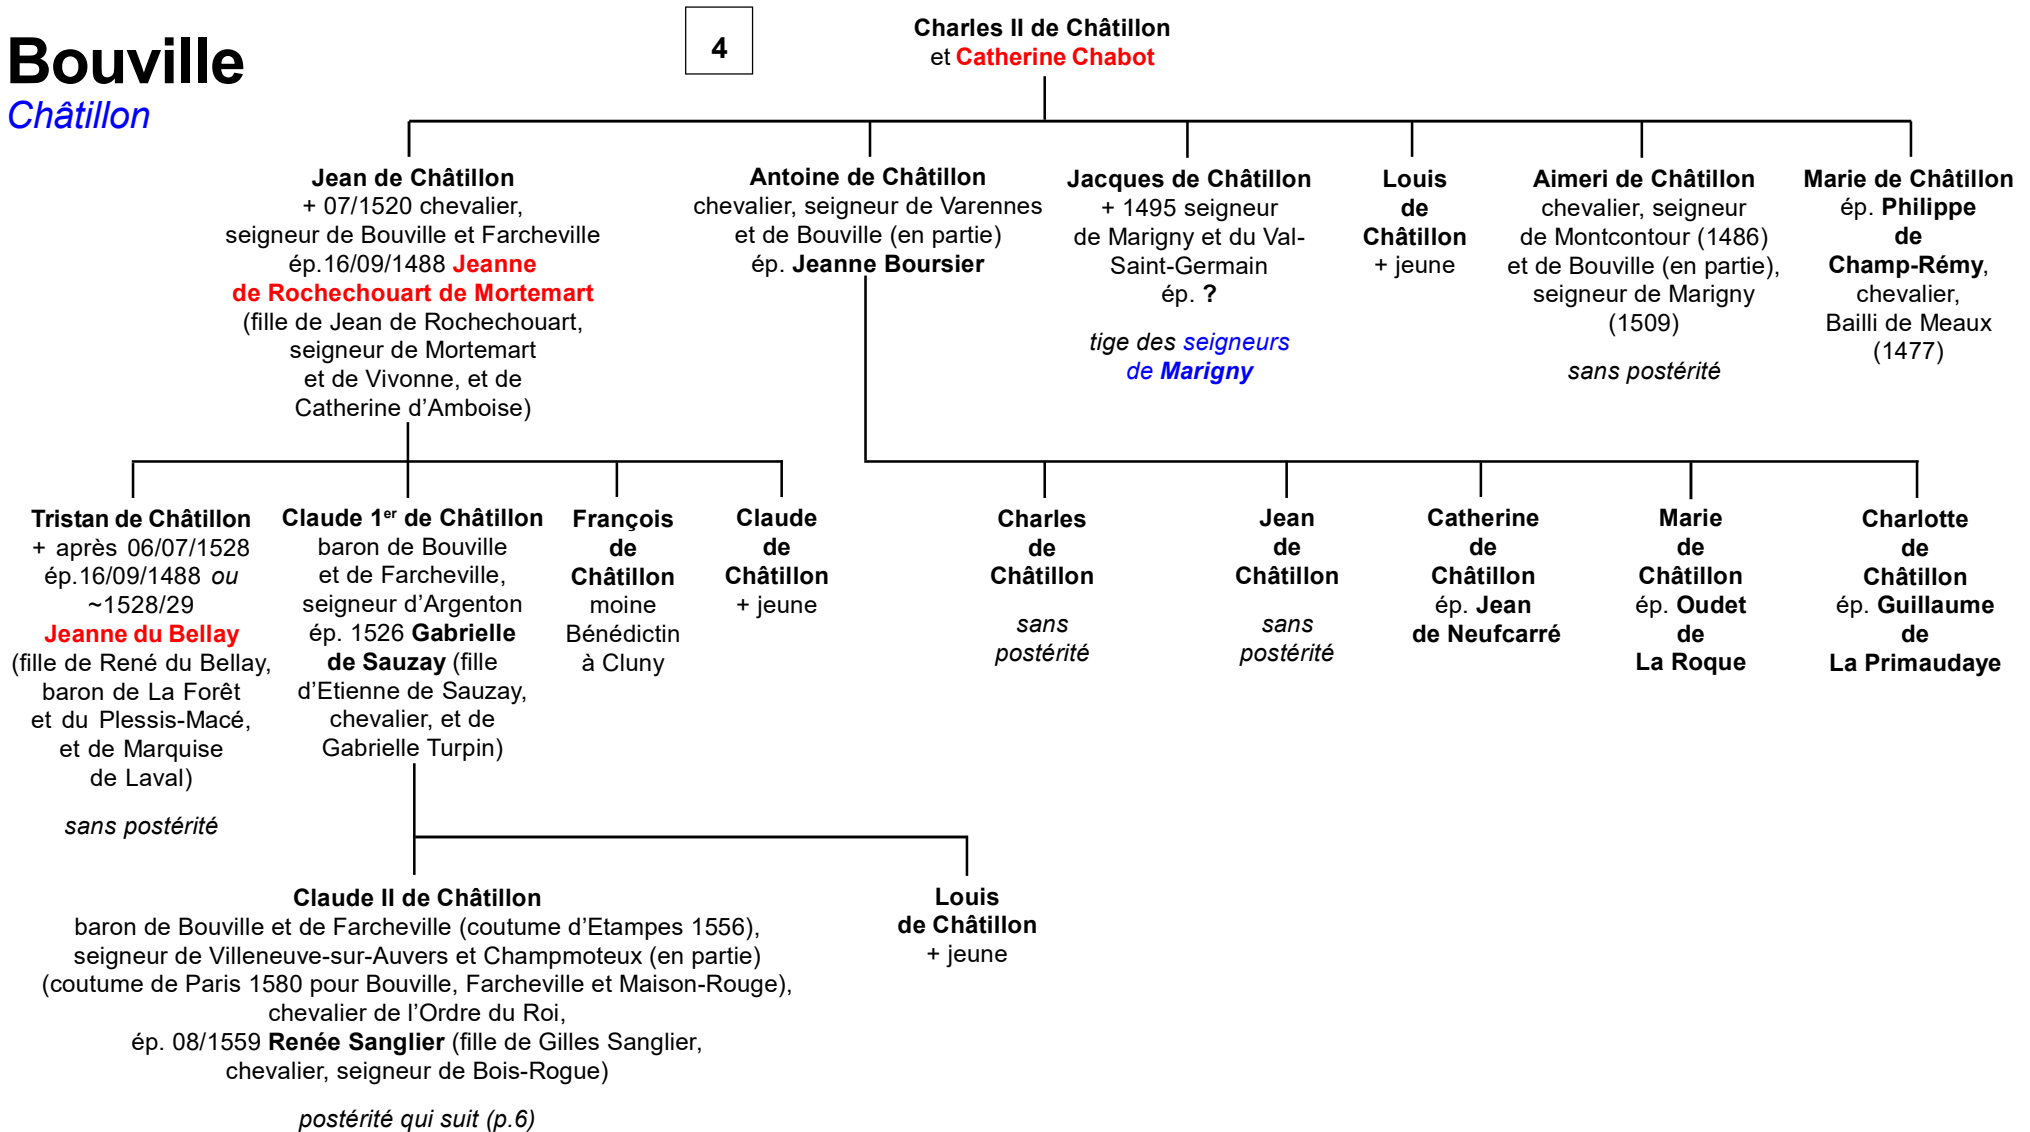 Bouville
Châtillon
4
Charles II de Châtillon
et Catherine Chabot
Jean de Châtillon
+ 07/1520 chevalier,
seigneur de Bouville et Farcheville
ép.16/09/1488 Jeanne
de Rochechouart de Mortemart
(fille de Jean de Rochechouart,
seigneur de Mortemart
et de Vivonne, et de
Catherine d’Amboise)
Antoine de Châtillon
chevalier, seigneur de Varennes
et de Bouville (en partie)
ép. Jeanne Boursier
Jacques de Châtillon
+ 1495 seigneur
de Marigny et du Val-
Saint-Germain
ép. ?
tige des seigneurs
de Marigny
Louis
de
Châtillon
+ jeune
Aimeri de Châtillon
chevalier, seigneur
de Montcontour (1486)
et de Bouville (en partie),
seigneur de Marigny
(1509)
sans postérité
Marie de Châtillon
ép. Philippe
de
Champ-Rémy,
chevalier,
Bailli de Meaux
(1477)
Tristan de Châtillon
+ après 06/07/1528
ép.16/09/1488 ou
~1528/29
Jeanne du Bellay
(fille de René du Bellay,
baron de La Forêt
et du Plessis-Macé,
et de Marquise
de Laval)
sans postérité
Claude 1er de Châtillon
baron de Bouville
et de Farcheville,
seigneur d’Argenton
ép. 1526 Gabrielle
de Sauzay (fille
d’Etienne de Sauzay,
chevalier, et de
Gabrielle Turpin)
François
de
Châtillon
moine
Bénédictin
à Cluny
Claude
de
Châtillon
+ jeune
Charles
de
Châtillon
sans
postérité
Jean
de
Châtillon
sans
postérité
Catherine
de
Châtillon
ép. Jean
de Neufcarré
Marie
de
Châtillon
ép. Oudet
de
La Roque
Charlotte
de
Châtillon
ép. Guillaume
de
La Primaudaye
Claude II de Châtillon
baron de Bouville et de Farcheville (coutume d’Etampes 1556),
seigneur de Villeneuve-sur-Auvers et Champmoteux (en partie)
(coutume de Paris 1580 pour Bouville, Farcheville et Maison-Rouge),
chevalier de l’Ordre du Roi,
ép. 08/1559 Renée Sanglier (fille de Gilles Sanglier,
chevalier, seigneur de Bois-Rogue)
postérité qui suit (p.6)
Louis
de Châtillon
+ jeune